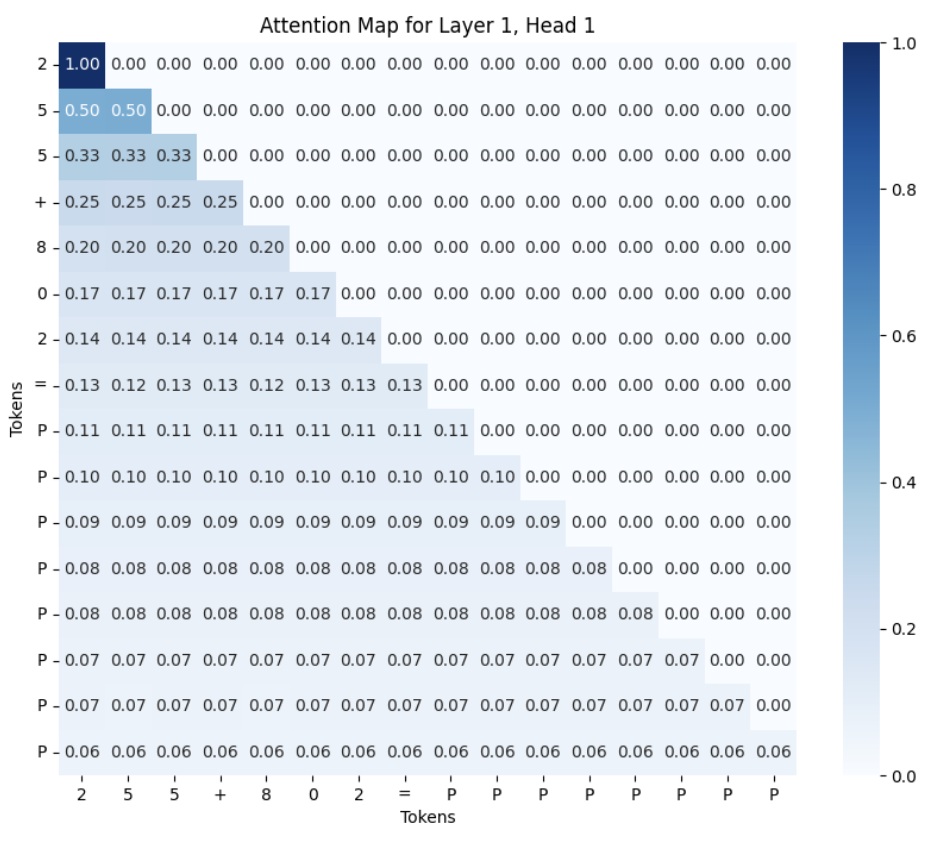 Attention Map for Layer 1, Head 1
2 1.00 0.00 0.00 0.00 0.00 0.00 0.00 0.00 0.00 0.00 0.00 0.00 0.00 0.00 0.00 0.00
5 0.50 0.50 0.00 0.00 0.00 0.00 0.00 0.00 0.00 0.00 0.00 0.00 0.00 0.00 0.00 0.00
5 0.33 0.33 0.33 0.00 0.00 0.00 0.00 0.00 0.00 0.00 0.00 0.00 0.00 0.00 0.00 0.00
+ 0.25 0.25 0.25 0.25 0.00 0.00 0.00 0.00 0.00 0.00 0.00 0.00 0.00 0.00 0.00 0.00
8 0.20 0.20 0.20 0.20 0.20 0.00 0.00 0.00 0.00 0.00 0.00 0.00 0.00 0.00 0.00 0.00
0 0.17 0.17 0.17 0.17 0.17 0.17 0.00 0.00 0.00 0.00 0.00 0.00 0.00 0.00 0.00 0.00
2 0.14 0.14 0.14 0.14 0.14 0.14 0.14 0.00 0.00 0.00 0.00 0.00 0.00 0.00 0.00 0.00
= 0.13 0.12 0.13 0.13 0.12 0.13 0.13 0.13 0.00 0.00 0.00 0.00 0.00 0.00 0.00 0.00
P 0.11 0.11 0.11 0.11 0.11 0.11 0.11 0.11 0.11 0.00 0.00 0.00 0.00 0.00 0.00 0.00
P 0.10 0.10 0.10 0.10 0.10 0.10 0.10 0.10 0.10 0.10 0.00 0.00 0.00 0.00 0.00 0.00
P 0.09 0.09 0.09 0.09 0.09 0.09 0.09 0.09 0.09 0.09 0.09 0.00 0.00 0.00 0.00 0.00
P 0.08 0.08 0.08 0.08 0.08 0.08 0.08 0.08 0.08 0.08 0.08 0.08 0.00 0.00 0.00 0.00
P 0.08 0.08 0.08 0.08 0.08 0.08 0.08 0.08 0.08 0.08 0.08 0.08 0.08 0.00 0.00 0.00
P 0.07 0.07 0.07 0.07 0.07 0.07 0.07 0.07 0.07 0.07 0.07 0.07 0.07 0.07 0.00 0.00
P 0.07 0.07 0.07 0.07 0.07 0.07 0.07 0.07 0.07 0.07 0.07 0.07 0.07 0.07 0.07 0.00
P 0.06 0.06 0.06 0.06 0.06 0.06 0.06 0.06 0.06 0.06 0.06 0.06 0.06 0.06 0.06 0.06
2 5 5 + 8 0 2 = P P P P P P P P
Tokens
Tokens
1.0
0.8
0.6
0.4
0.2
0.0